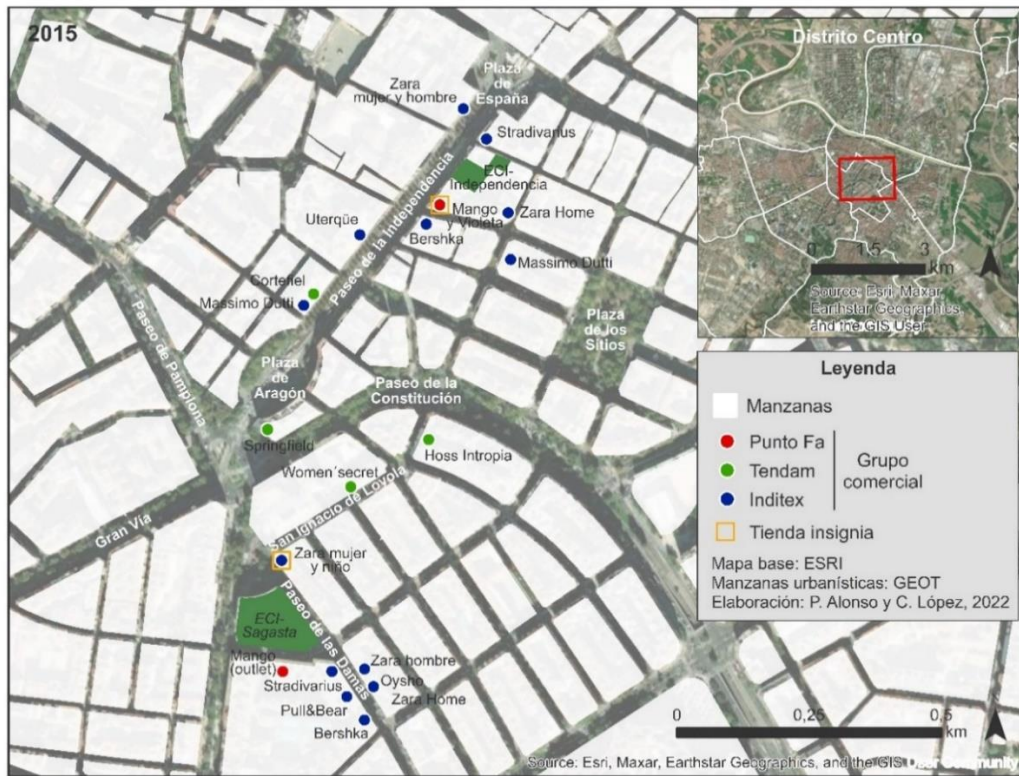 2015
Zara
mujer y hombre
Plaza
de
España
Stradivarius
ECI-
Independencia
Paseo de la Independencia
Mango
y Violeta
Zara Home
Uterqüe
Bershka
Massimo Dutti
Cortefiel
Massimo Dutti
Plaza
de los
Sitios
Paseo de Pamplona
Plaza
de
Aragón
Paseo de la
Constitución
Springfield
Hoss Intropia
Women´secret
San Ignacio de Loyola
Gran Vía
Zara mujer
y niño
Paseo de las Damas
ECI-
Sagasta
Mango
(outlet)
Zara hombre
Stradivarius
Oysho
Zara Home
Pull&Bear
Bershka
Distrito Centro
0 1,5 3
km
Source: Esri, Maxar,
Earthstar Geographics,
and the GIS User
Leyenda
Manzanas
Punto Fa
Tendam
Inditex
Grupo
comercial
Tienda insignia
Mapa base: ESRI
Manzanas urbanísticas: GEOT
Elaboración: P. Alonso y C. López, 2022
0 0,25 0,5
km
Source: Esri, Maxar, Earthstar Geographics, and the GIS User Community